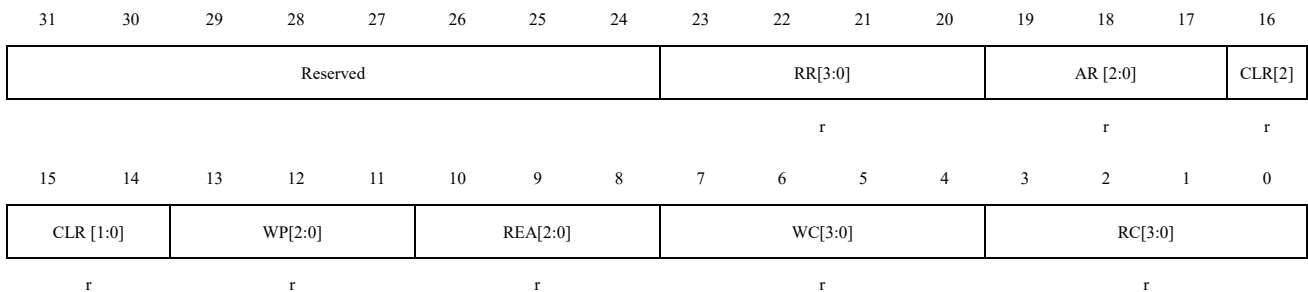 31 30 29 28 27 26 25 24 23 22 21 20 19 18 17 16
Reserved RR[3:0] AR [2:0] CLR[2]
r r r
15 14 13 12 11 10 9 8 7 6 5 4 3 2 1 0
CLR [1:0] WP[2:0] REA[2:0] WC[3:0] RC[3:0]
r r r r r